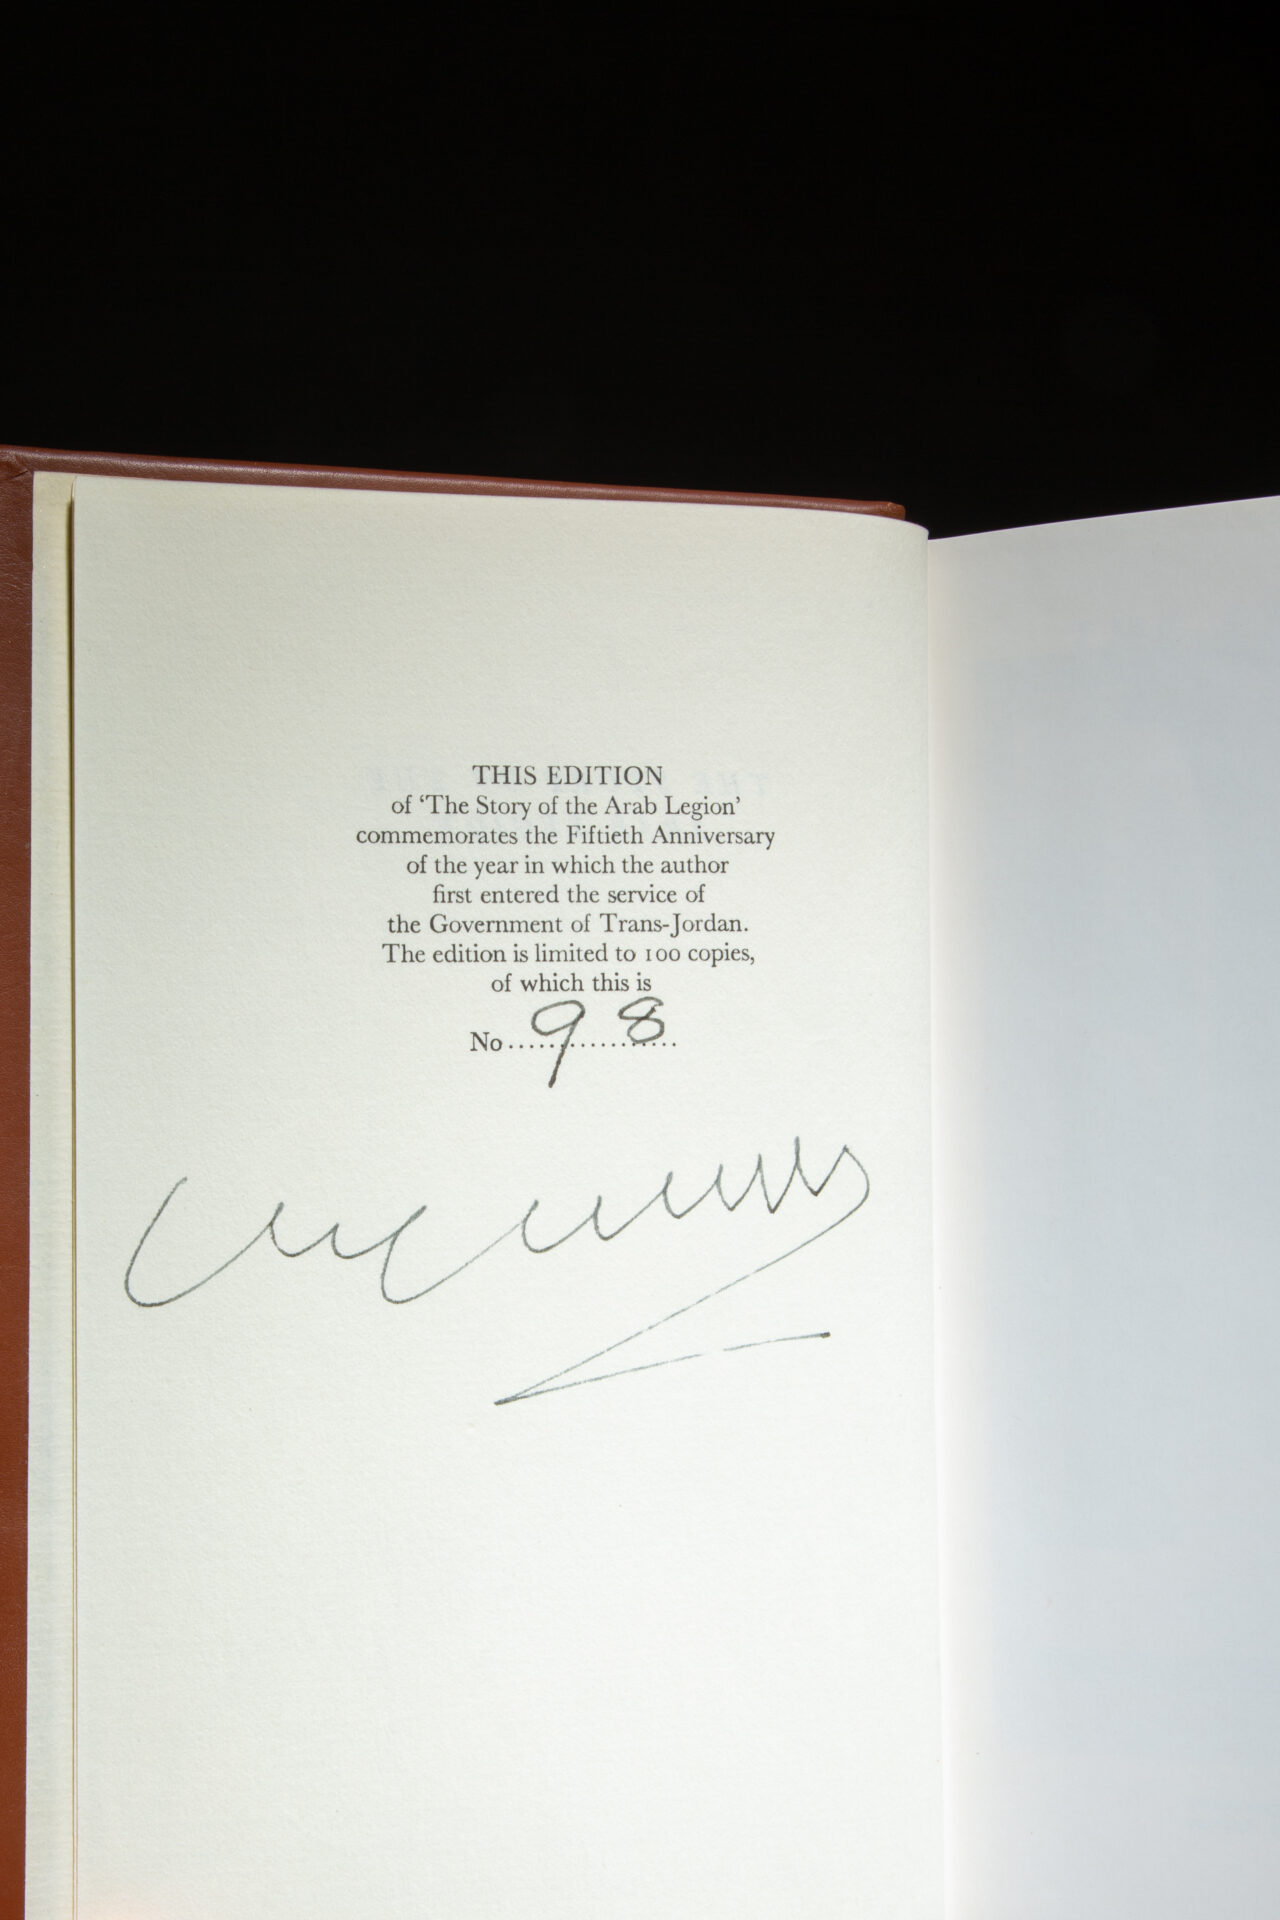 THIS EDITION
of ‘The Story of the Arab Legion’
commemorates the Fiftieth Anniversary
of the year in which the author
first entered the service of
the Government of Trans-Jordan.
The edition is limited to 100 copies,
of which this is
No.....98.....